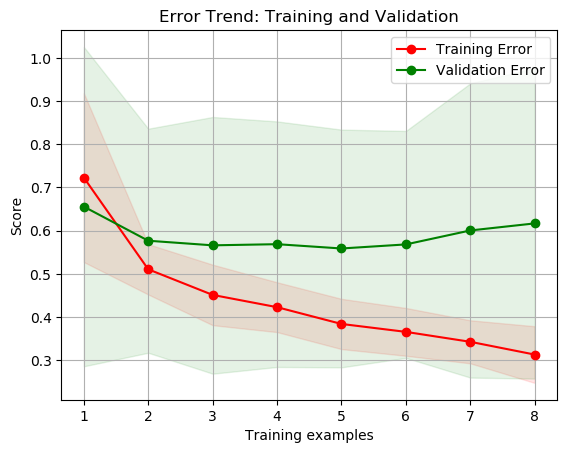 Error Trend: Training and Validation
Training Error
Validation Error
1.0
0.9
0.8
0.7
0.6
0.5
0.4
0.3
Score
1 2 3 4 5 6 7 8
Training examples